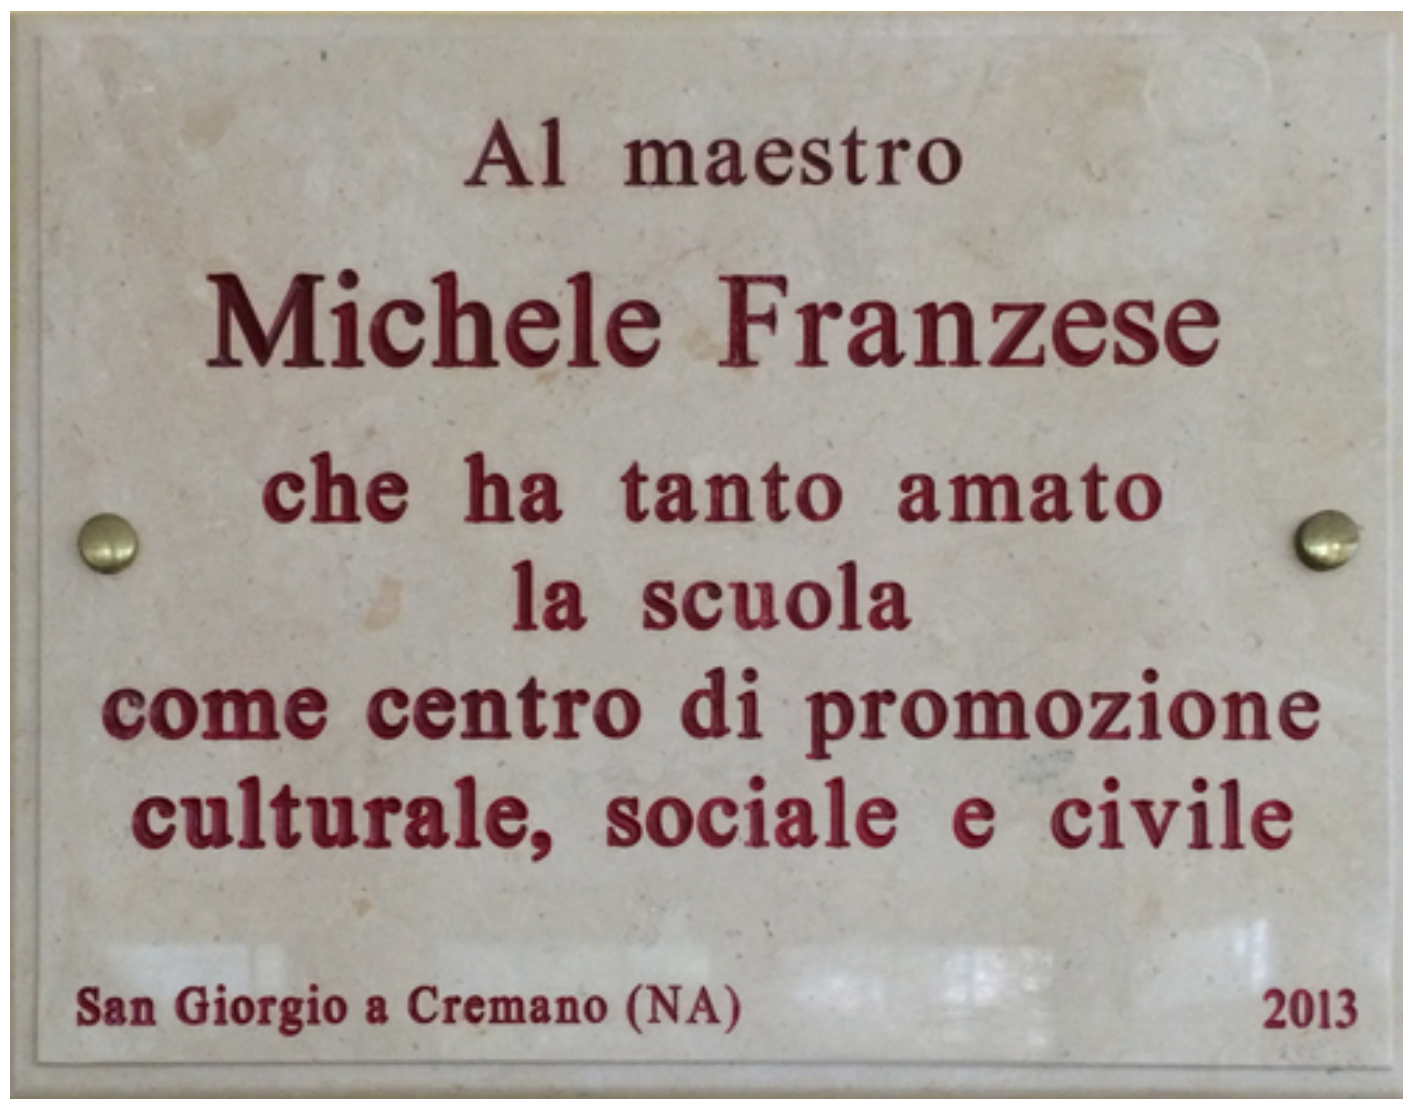 Al maestro
Michele Franzese
che ha tanto amato
la scuola
come centro di promozione
culturale, sociale e civile
San Giorgio a Cremano (NA) 2013